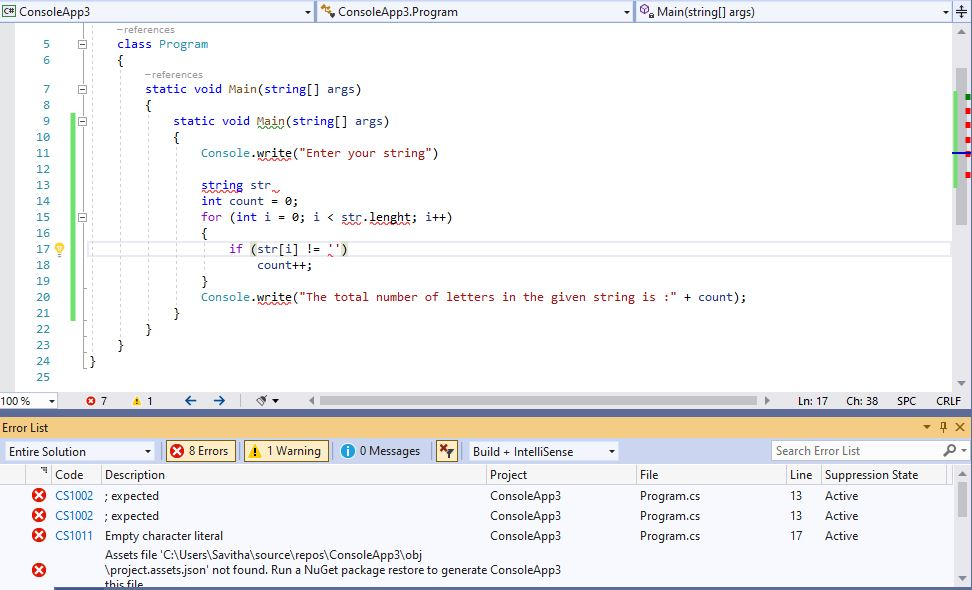 C# ConsoleApp3 ConsoleApp3.Program Main(string[] args)
-references
5 class Program
6 {
-references
7 static void Main(string[] args)
8 {
9 static void Main(string[] args)
10 {
11 Console.write("Enter your string")
12
13 string str
14 int count = 0;
15 for (int i = 0; i < str.lenght; i++)
16 {
17 if (str[i] != '')
18 count++;
19 }
20 Console.write("The total number of letters in the given string is :" + count);
21 }
22 }
23 }
24 }
25
100 % 7 1 Ln: 17 Ch: 38 SPC CRLF
Error List
Entire Solution 8 Errors 1 Warning 0 Messages Build + IntelliSense Search Error List
Code Description Project File Line Suppression State
CS1002 ; expected ConsoleApp3 Program.cs 13 Active
CS1002 ; expected ConsoleApp3 Program.cs 13 Active
CS1011 Empty character literal ConsoleApp3 Program.cs 17 Active
Assets file 'C:\Users\Savitha\source\repos\ConsoleApp3\obj
\project.assets.json' not found. Run a NuGet package restore to generate ConsoleApp3
this file